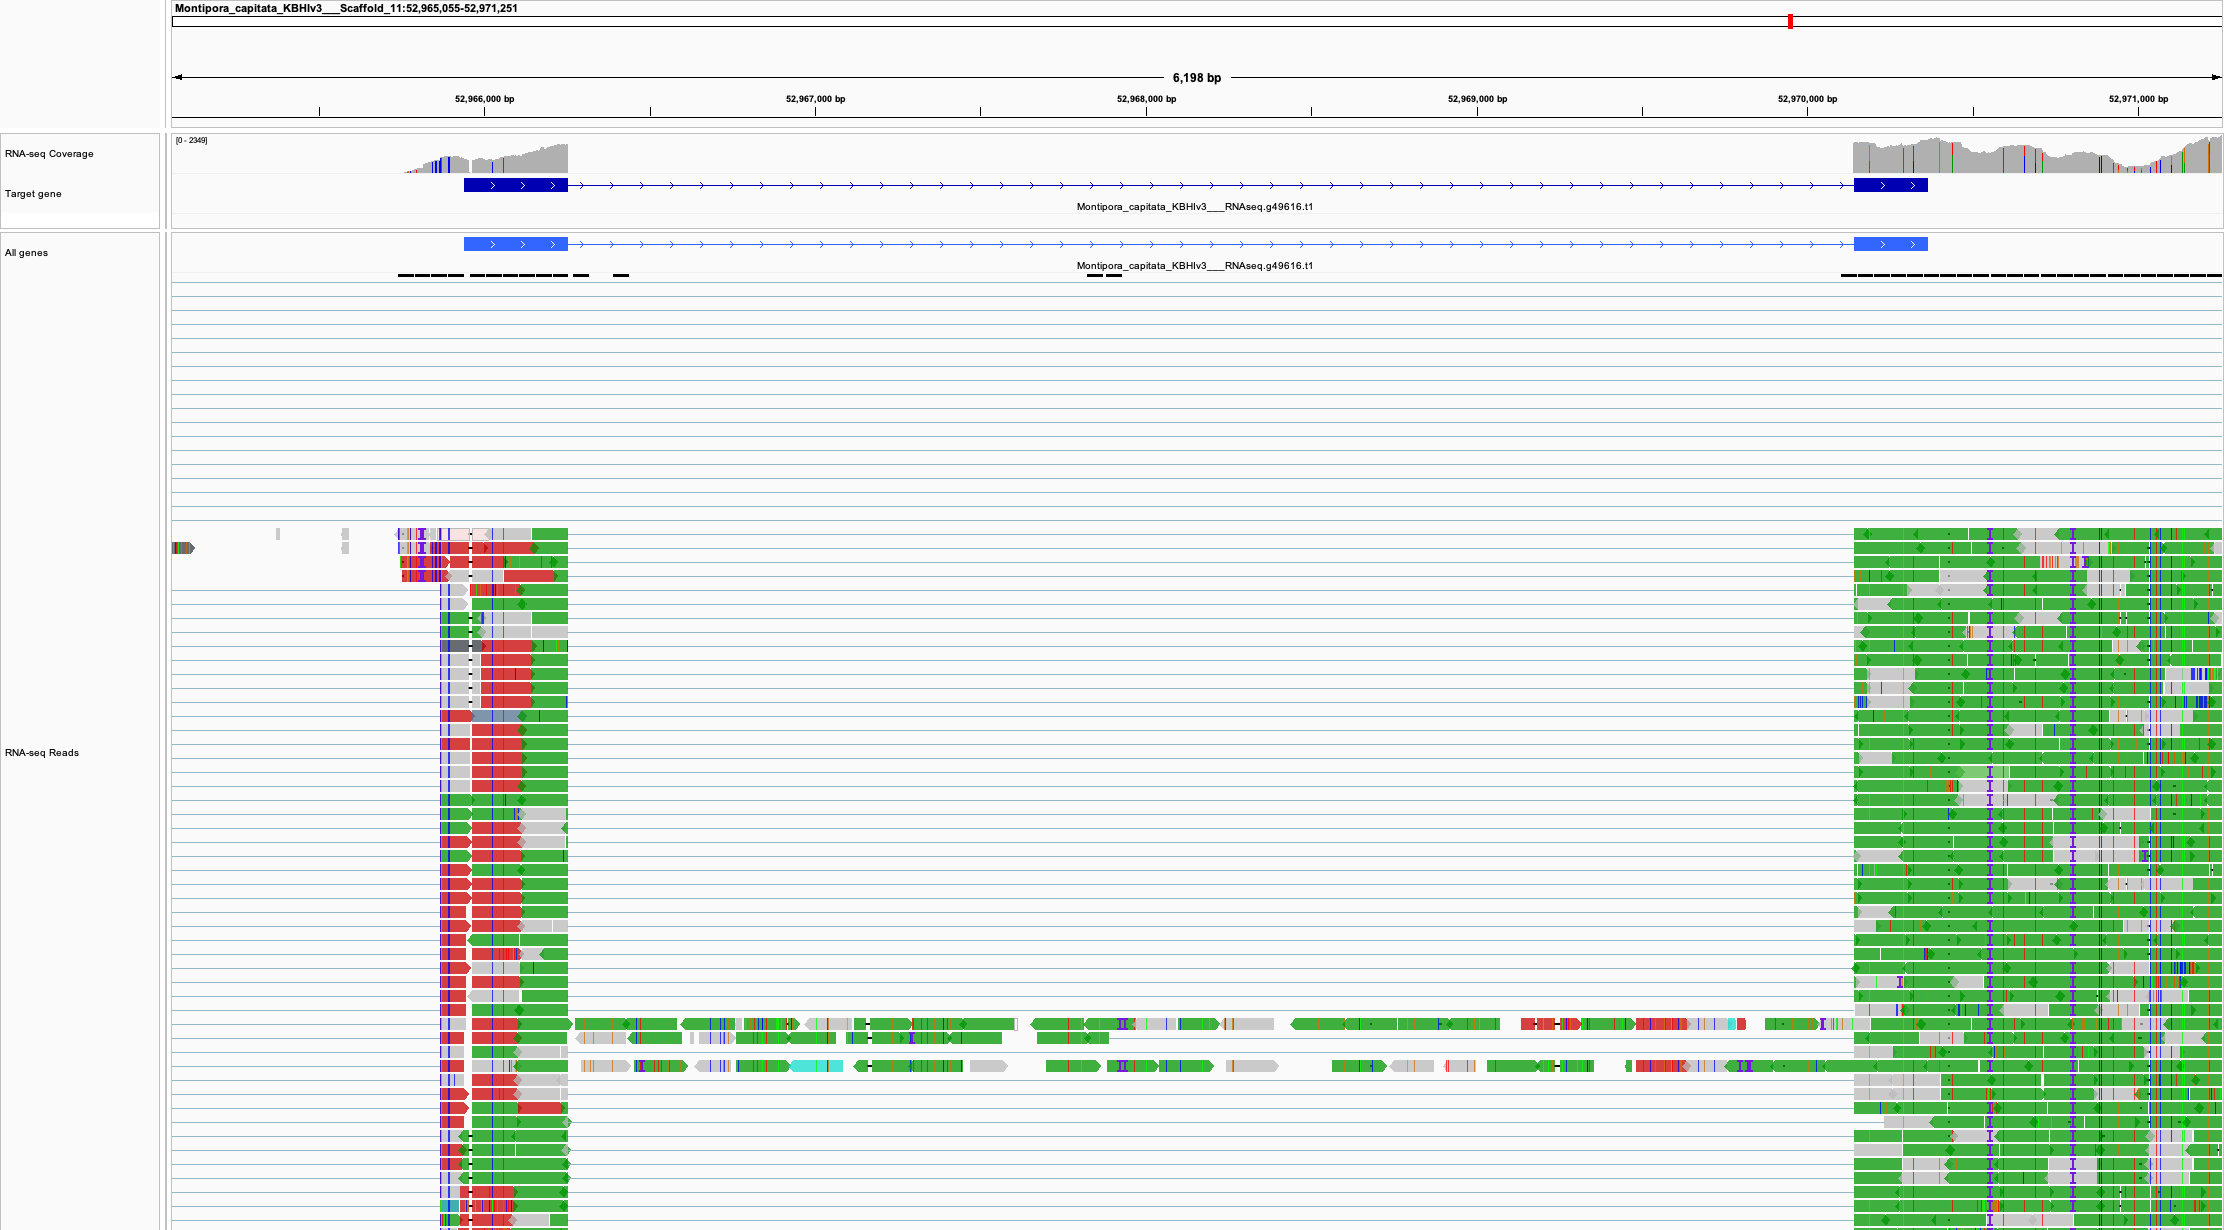 Montipora_capitata_KBHIv3___Scaffold_11:52,965,055-52,971,251
6,198 bp
52,966,000 bp 52,967,000 bp 52,968,000 bp 52,969,000 bp 52,970,000 bp 52,971,000 bp
[0 - 2349]
RNA-seq Coverage
Target gene
Montipora_capitata_KBHIv3___RNAseq.g49616.t1
All genes
Montipora_capitata_KBHIv3___RNAseq.g49616.t1
RNA-seq Reads